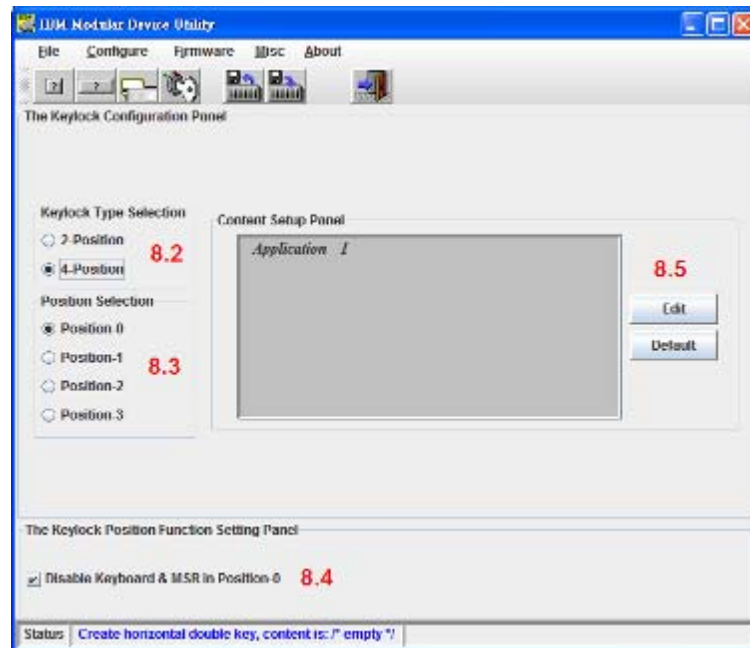 IBM Modular Device Utility
File Configure Firmware Misc About
The Keylock Configuration Panel
Keylock Type Selection
2-Position
8.2
4-Position
Position Selection
Position-0
Position-1
8.3
Position-2
Position-3
Content Setup Panel
Application 1
8.5
Edit
Default
The Keylock Position Function Setting Panel
Disable Keyboard & MSR in Position-0 8.4
Status Create horizontal double key, content is: /* empty */